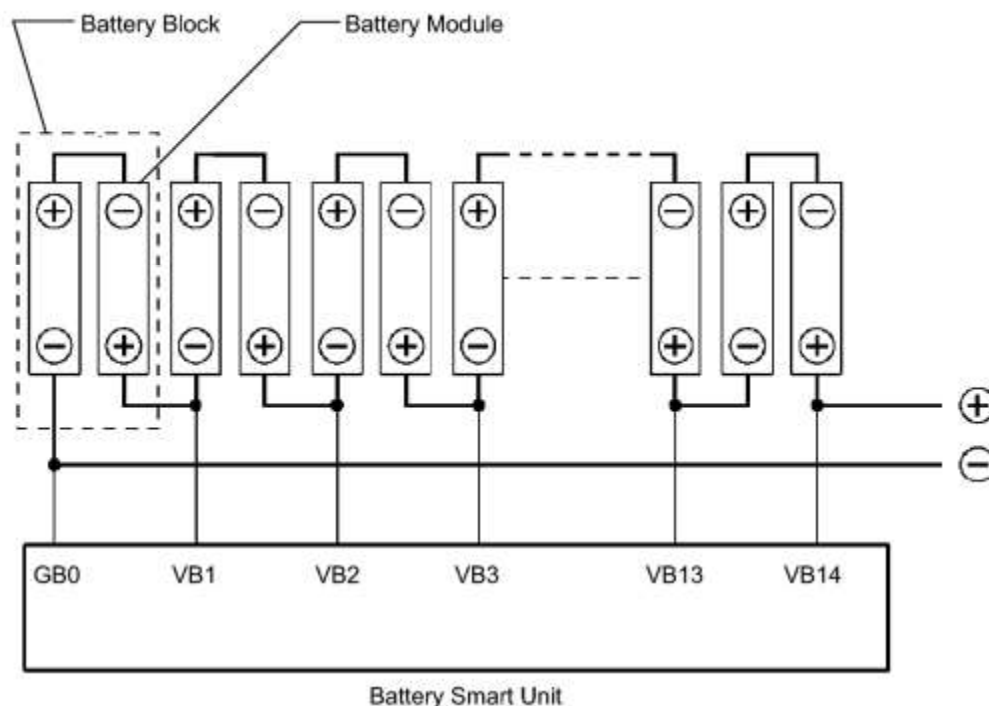 Battery Block Battery Module
+ − + − + − + − + −
− + − + − + − + − +
+
−
GB0 VB1 VB2 VB3 VB13 VB14
Battery Smart Unit